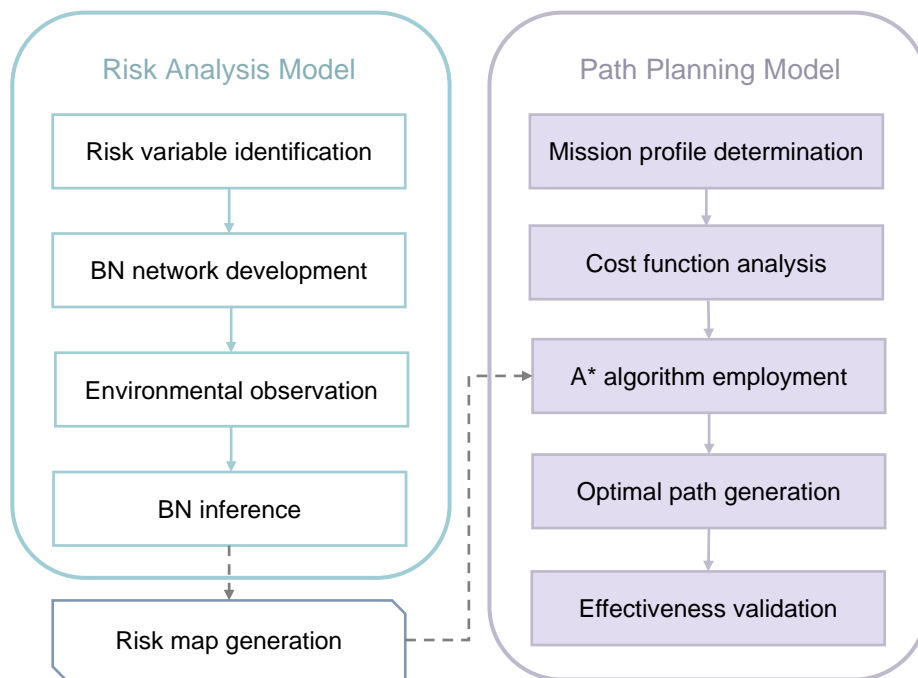 Risk Analysis Model
Risk variable identification
BN network development
Environmental observation
BN inference
Risk map generation
Path Planning Model
Mission profile determination
Cost function analysis
A* algorithm employment
Optimal path generation
Effectiveness validation